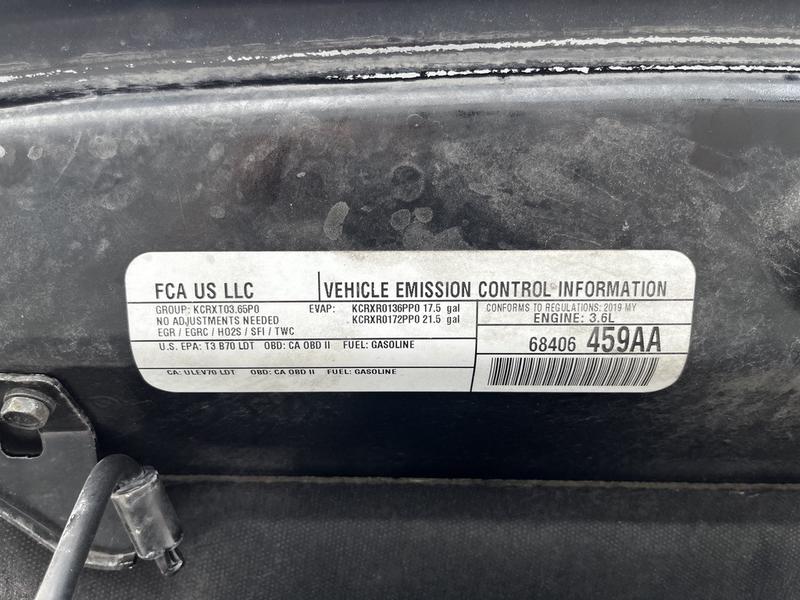 FCA US LLC
VEHICLE EMISSION CONTROL INFORMATION
GROUP: KCRXT03.65P0
NO ADJUSTMENTS NEEDED
EGR / EGRC / HO2S / SFI / TWC
EVAP: KCRXR0136PP0 17.5 gal
KCRXR0172PP0 21.5 gal
CONFORMS TO REGULATIONS: 2019 MY
ENGINE: 3.6L
U.S. EPA: T3 B70 LDT OBD: CA OBD II FUEL: GASOLINE
68406 459AA
CA: ULEV70 LDT OBD: CA OBD II FUEL: GASOLINE